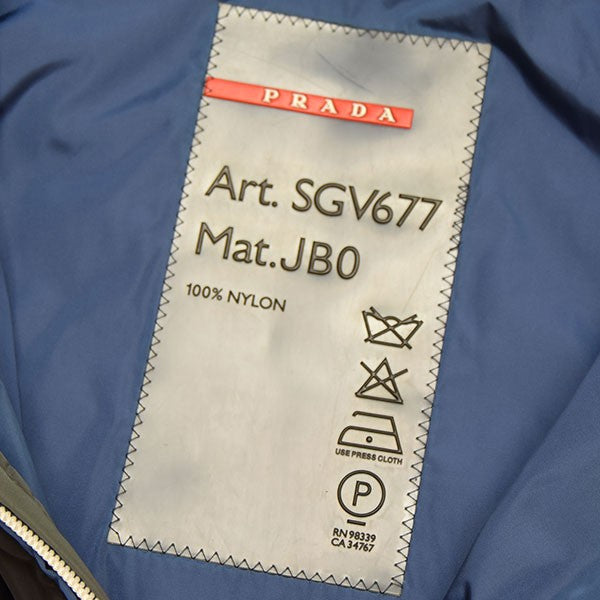 PRADA
Art. SGV677
Mat.JB0
100% NYLON
USE PRESS CLOTH
P
RN 98339
CA 34767